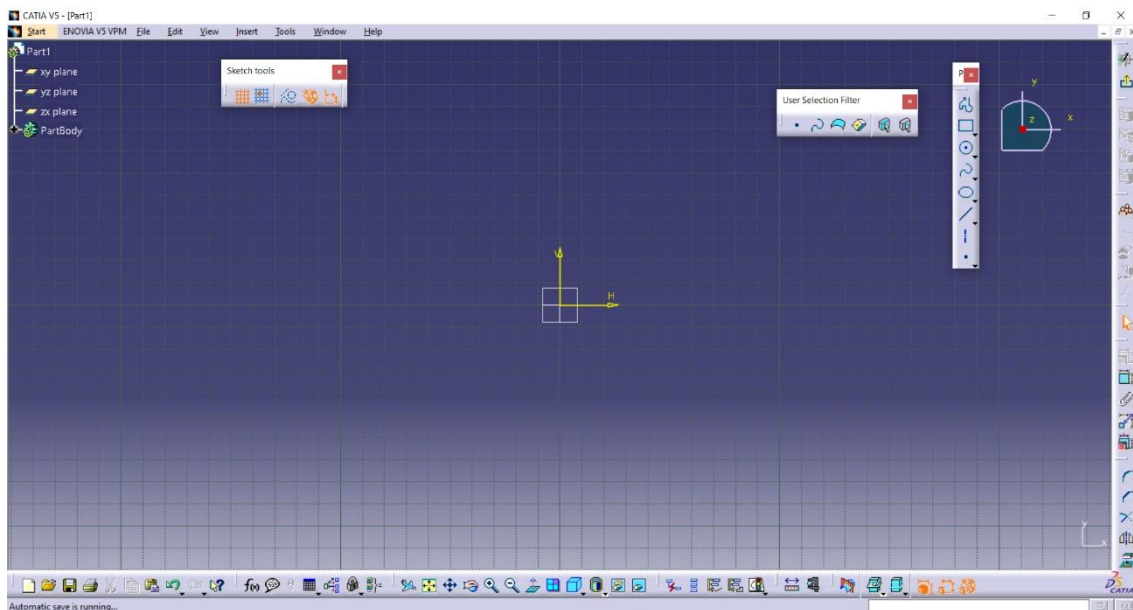 CATIA V5 - [Part1]
Start ENOVIA V5 VPM File Edit View Insert Tools Window Help
Part1
xy plane
yz plane
zx plane
PartBody
Sketch tools
User Selection Filter
P...
y
x
z
V
H
y
x
f(x)
CATIA
Automatic save is running...